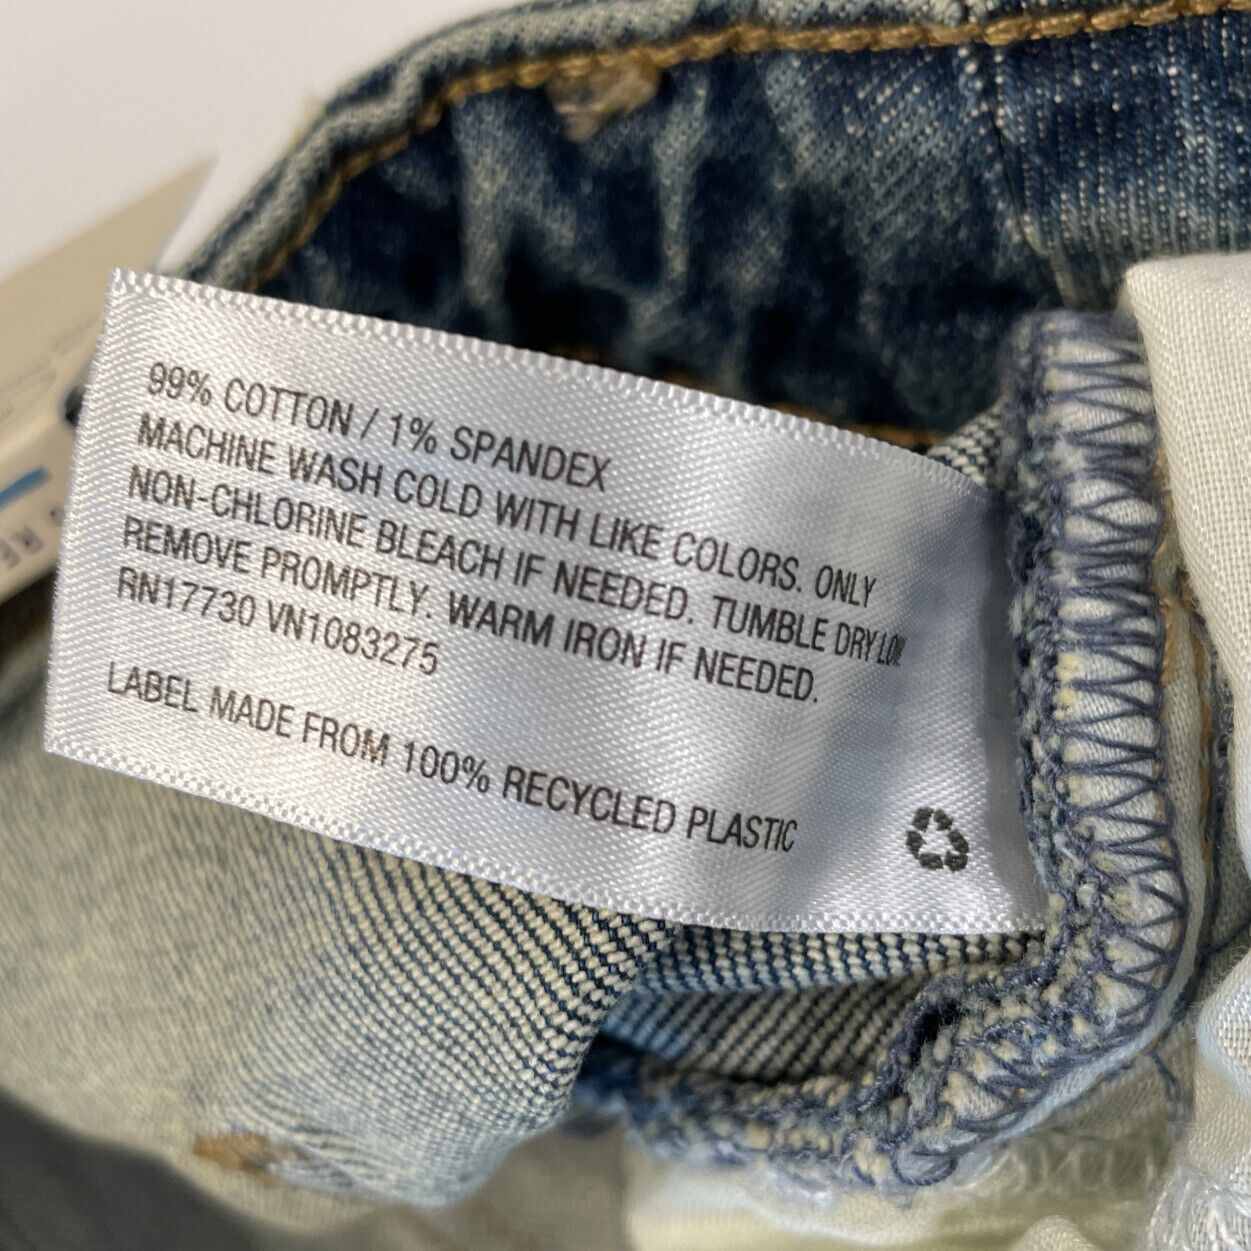 99% COTTON / 1% SPANDEX
MACHINE WASH COLD WITH LIKE COLORS. ONLY
NON-CHLORINE BLEACH IF NEEDED. TUMBLE DRY LOW.
REMOVE PROMPTLY. WARM IRON IF NEEDED.
RN17730 VN1083275
LABEL MADE FROM 100% RECYCLED PLASTIC